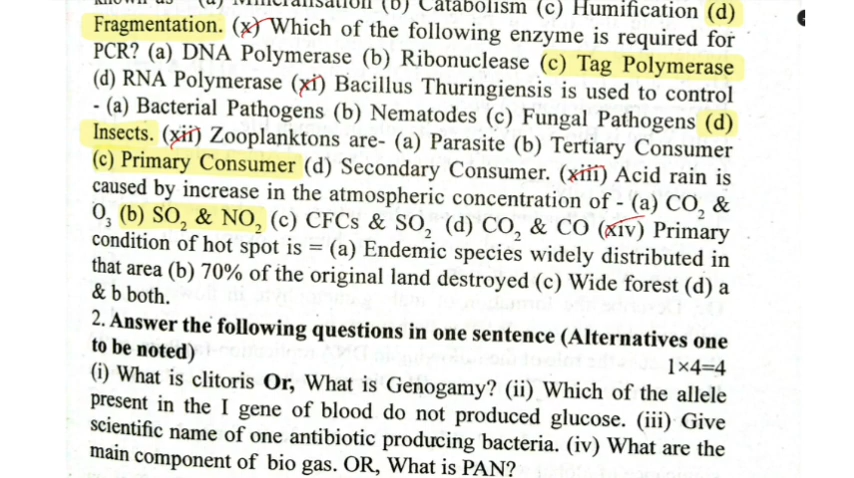 (a) Mineralisation (b) Catabolism (c) Humification (d)
Fragmentation. (x) Which of the following enzyme is required for
PCR? (a) DNA Polymerase (b) Ribonuclease (c) Tag Polymerase
(d) RNA Polymerase (xi) Bacillus Thuringiensis is used to control
- (a) Bacterial Pathogens (b) Nematodes (c) Fungal Pathogens (d)
Insects. (xii) Zooplanktons are- (a) Parasite (b) Tertiary Consumer
(c) Primary Consumer (d) Secondary Consumer. (xiii) Acid rain is
caused by increase in the atmospheric concentration of - (a) CO₂ &
O₃ (b) SO₂ & NO₂ (c) CFCs & SO₂ (d) CO₂ & CO (xiv) Primary
condition of hot spot is = (a) Endemic species widely distributed in
that area (b) 70% of the original land destroyed (c) Wide forest (d) a
& b both.
2. Answer the following questions in one sentence (Alternatives one
to be noted) 1×4=4
(i) What is clitoris Or, What is Genogamy? (ii) Which of the allele
present in the I gene of blood do not produced glucose. (iii) Give
scientific name of one antibiotic producing bacteria. (iv) What are the
main component of bio gas. OR, What is PAN?